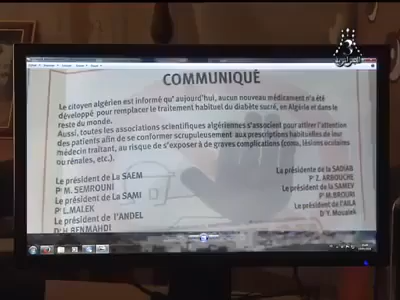 COMMUNIQUÉ
Le citoyen algérien est informé qu'aujourd'hui, aucun nouveau médicament n'a été
développé pour remplacer le traitement habituel du diabète sucré, en Algérie et dans le
reste du monde.
Aussi, toutes les associations scientifiques algériennes s'associent pour attirer l'attention
des patients afin de se conformer scrupuleusement aux prescriptions habituelles de leur
médecin traitant, au risque de s'exposer à de graves complications (coma, lésions oculaires
ou rénales, etc.).
Le président de La SAEM
Pr M. SEMROUNI
Le président de La SAMI
Pr L.MALEK
Le président de l'ANDEL
Dr H.BENMAHDI
La présidente de la SADIAB
Pr Z. ARBOUCHE
Le président de la SAMEV
Pr M.BROURI
Le président de l'AILA
Dr Y. Mosalek